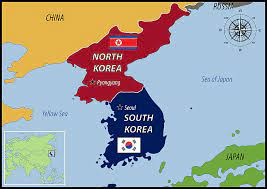 CHINA
RUSSIA
NORTH
KOREA
Pyongyang
Yellow Sea
Sea of Japan
Seoul
SOUTH
KOREA
JAPAN